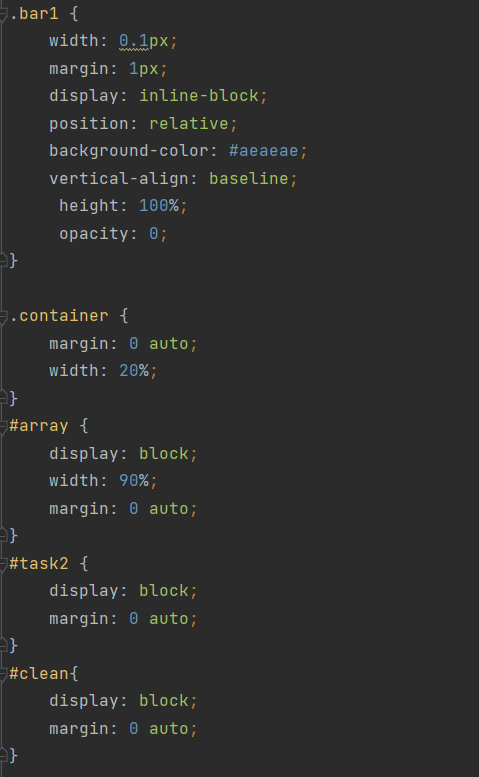 .bar1 {
    width: 0.1px;
    margin: 1px;
    display: inline-block;
    position: relative;
    background-color: #aeaeae;
    vertical-align: baseline;
     height: 100%;
     opacity: 0;
}

.container {
    margin: 0 auto;
    width: 20%;
}
#array {
    display: block;
    width: 90%;
    margin: 0 auto;
}
#task2 {
    display: block;
    margin: 0 auto;
}
#clean{
    display: block;
    margin: 0 auto;
}